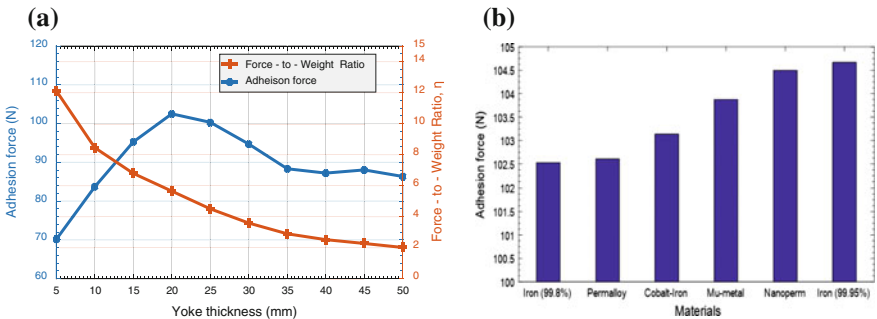 (a)
120
110
100
90
80
70
60
Adhesion force (N)
Force - to - Weight Ratio
Adheison force
15
14
12
10
8
6
4
2
0
Force - to - Weight Ratio, η
5 10 15 20 25 30 35 40 45 50
Yoke thickness (mm)
(b)
105
104.5
104
103.5
103
102.5
102
101.5
101
100.5
100
Adhesion force (N)
Iron (99.8%) Permalloy Cobalt-Iron Mu-metal Nanoperm Iron (99.95%)
Materials